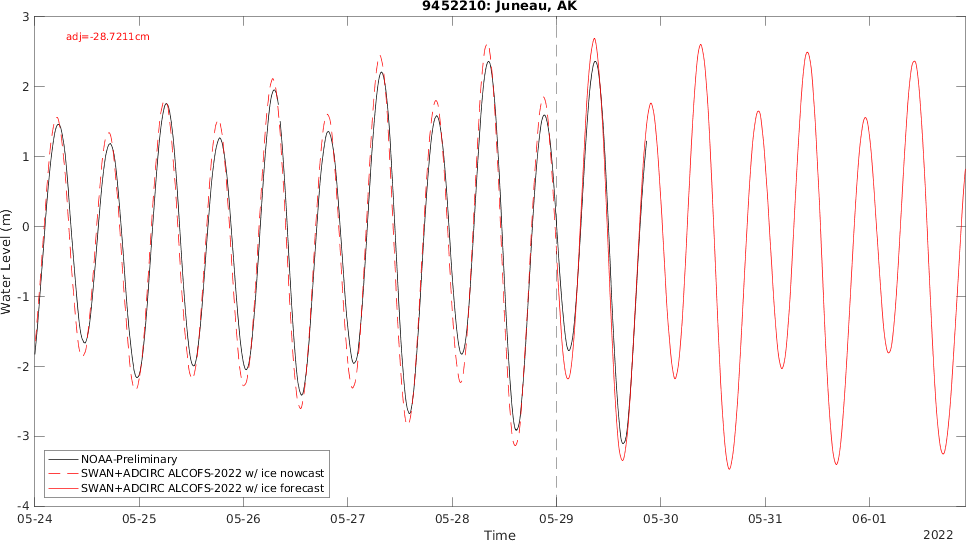 9452210: Juneau, AK
adj=-28.7211cm
3
2
1
0
-1
-2
-3
-4
Water Level (m)
NOAA-Preliminary
SWAN+ADCIRC ALCOFS-2022 w/ ice nowcast
SWAN+ADCIRC ALCOFS-2022 w/ ice forecast
05-24 05-25 05-26 05-27 05-28 05-29 05-30 05-31 06-01
Time
2022